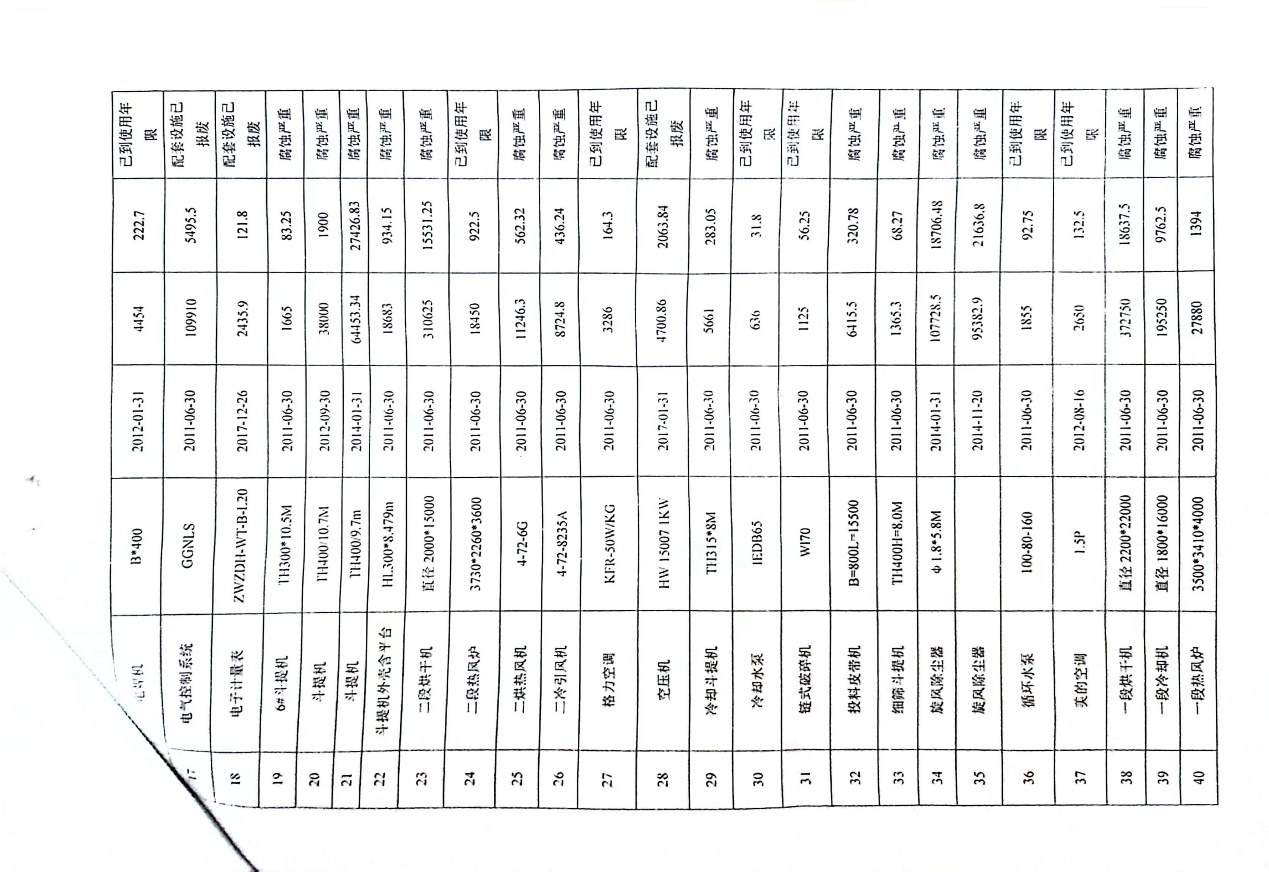 电焊机 B*400 2012-01-31 4454 222.7 已到使用年限
17 电气控制系统 GGNLS 2011-06-30 109910 5495.5 配套设施已报废
18 电子计量表 ZWZDH-WT-B-L20 2017-12-26 2435.9 121.8 配套设施已报废
19 6#斗提机 TH300*10.5M 2011-06-30 1665 83.25 腐蚀严重
20 斗提机 TH400/10.7M 2012-09-30 38000 1900 腐蚀严重
21 斗提机 TH400/9.7m 2014-01-31 64453.34 27426.83 腐蚀严重
22 斗提机外壳含平台 HL300*8.479m 2011-06-30 18683 934.15 腐蚀严重
23 二段烘干机 直径 2000*15000 2011-06-30 310625 15531.25 腐蚀严重
24 二段热风炉 3730*2260*3600 2011-06-30 18450 922.5 已到使用年限
25 二烘热风机 4-72-6G 2011-06-30 11246.3 562.32 腐蚀严重
26 二冷引风机 4-72-8235A 2011-06-30 8724.8 436.24 腐蚀严重
27 格力空调 KFR-50W/KG 2011-06-30 3286 164.3 已到使用年限
28 空压机 HW 15007 1KW 2017-01-31 4700.86 2063.84 配套设施已报废
29 冷却斗提机 TH315*8M 2011-06-30 5661 283.05 腐蚀严重
30 冷却水泵 IEDB65 2011-06-30 636 31.8 已到使用年限
31 链式破碎机 W170 2011-06-30 1125 56.25 已到使用年限
32 投料皮带机 B=800L=15500 2011-06-30 6415.5 320.78 腐蚀严重
33 细筛斗提机 TH400H=8.0M 2011-06-30 1365.3 68.27 腐蚀严重
34 旋风除尘器 Φ1.8*5.8M 2014-01-31 107728.5 18706.48 腐蚀严重
35 旋风除尘器 2014-11-20 95382.9 21636.8 腐蚀严重
36 循环水泵 100-80-160 2011-06-30 1855 92.75 已到使用年限
37 美的空调 1.5P 2012-08-16 2650 132.5 已到使用年限
38 一段烘干机 直径 2200*22000 2011-06-30 372750 18637.5 腐蚀严重
39 一段冷却机 直径 1800*16000 2011-06-30 195250 9762.5 腐蚀严重
40 一段热风炉 3500*3410*4000 2011-06-30 27880 1394 腐蚀严重